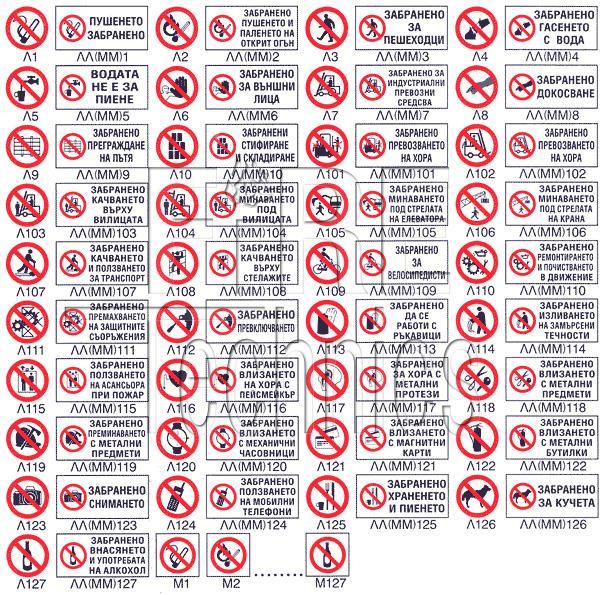 ПУШЕНЕТО
ЗАБРАНЕНО
ЗАБРАНЕНО
ПУШЕНЕТО И
ПАЛЕНЕТО НА
ОТКРИТ ОГЪН
ЗАБРАНЕНО
ЗА
ПЕШЕХОДЦИ
ЗАБРАНЕНО
ГАСЕНЕТО
С ВОДА
Л1 ЛЛ(ММ)1 Л2 ЛЛ(ММ)2 Л3 ЛЛ(ММ)3 Л4 ЛЛ(ММ)4
ВОДАТА
НЕ Е ЗА
ПИЕНЕ
ЗАБРАНЕНО
ЗА ВЪНШНИ
ЛИЦА
ЗАБРАНЕНО ЗА
ИНДУСТРИАЛНИ
ПРЕВОЗНИ
СРЕДСВА
ЗАБРАНЕНО
ДОКОСВАНЕ
Л5 ЛЛ(ММ)5 Л6 ЛЛ(ММ6 Л7 ЛЛ(ММ)7 Л8 ЛЛ(ММ)8
ЗАБРАНЕНО
ПРЕГРАЖДАНЕ
НА ПЪТЯ
ЗАБРАНЕНИ
СТИФИРАНЕ
И СКЛАДИРАНЕ
ЗАБРАНЕНО
ПРЕВОЗВАНЕТО
НА ХОРА
ЗАБРАНЕНО
ПРЕВОЗВАНЕТО
НА ХОРА
Л9 ЛЛ(ММ)9 Л10 ЛЛ(ММ)10 Л101 ЛЛ(ММ)101 Л102 ЛЛ(ММ)102
ЗАБРАНЕНО
КАЧВАНЕТО
ВЪРХУ
ВИЛИЦАТА
ЗАБРАНЕНО
МИНАВАНЕТО
ПОД
ВИЛИЦАТА
ЗАБРАНЕНО
МИНАВАНЕТО
ПОД СТРЕЛАТА
НА ЕЛЕВАТОРА
ЗАБРАНЕНО
МИНАВАНЕТО
ПОД СТРЕЛАТА
НА КРАНА
Л103 ЛЛ(ММ)103 Л104 ЛЛ(ММ)104 Л105 ЛЛ(ММ)105 Л106 ЛЛ(ММ)106
ЗАБРАНЕНО
КАЧВАНЕТО
И ПОЛЗВАНЕТО
ЗА ТРАНСПОРТ
ЗАБРАНЕНО
КАЧВАНЕТО
ВЪРХУ
СТЕЛАЖИТЕ
ЗАБРАНЕНО
ЗА
ВЕЛОСИПЕДИСТИ
ЗАБРАНЕНО
РЕМОНТИРАНЕТО
И ПОЧИСТВАНЕТО
В ДВИЖЕНИЕ
Л107 ЛЛ(ММ)107 Л108 ЛЛ(ММ)108 Л109 ЛЛ(ММ)109 Л110 ЛЛ(ММ)110
ЗАБРАНЕНО
ПРЕМАХВАНЕТО
НА ЗАЩИТНИТЕ
СЪОРЪЖЕНИЯ
ЗАБРАНЕНО
ПРЕВКЛЮЧВАНЕТО
ЗАБРАНЕНО
ДА СЕ
РАБОТИ С
РЪКАВИЦИ
ЗАБРАНЕНО
ИЗЛИВАНЕТО
НА ЗАМЪРСЕНИ
ТЕЧНОСТИ
Л111 ЛЛ(ММ)111 Л112 ЛЛ(ММ)112 Л113 ЛЛ(ММ)113 Л114 ЛЛ(ММ)114
ЗАБРАНЕНО
ПОЛЗВАНЕТО
НА АСАНСЬОРА
ПРИ ПОЖАР
ЗАБРАНЕНО
ВЛИЗАНЕТО
НА ХОРА С
ПЕЙСМЕЙКЪР
ЗАБРАНЕНО
ЗА ХОРА С
МЕТАЛНИ
ПРОТЕЗИ
ЗАБРАНЕНО
ВЛИЗАНЕТО
С МЕТАЛНИ
ПРЕДМЕТИ
Л115 ЛЛ(ММ)115 Л116 ЛЛ(ММ)116 Л117 ЛЛ(ММ)117 Л118 ЛЛ(ММ)118
ЗАБРАНЕНО
ПРЕМИНАВАНЕТО
С МЕТАЛНИ
ПРЕДМЕТИ
ЗАБРАНЕНО
ВЛИЗАНЕТО
С МЕХАНИЧНИ
ЧАСОВНИЦИ
ЗАБРАНЕНО
ВЛИЗАНЕТО
С МАГНИТНИ
КАРТИ
ЗАБРАНЕНО
ВЛИЗАНЕТО
С МЕТАЛНИ
БУТИЛКИ
Л119 ЛЛ(ММ)119 Л120 ЛЛ(ММ)120 Л121 ЛЛ(ММ)121 Л122 ЛЛ(ММ)122
ЗАБРАНЕНО
СНИМАНЕТО
ЗАБРАНЕНО
ПОЛЗВАНЕТО
НА МОБИЛНИ
ТЕЛЕФОНИ
ЗАБРАНЕНО
ХРАНЕНЕТО
И ПИЕНЕТО
ЗАБРАНЕНО
ЗА КУЧЕТА
Л123 ЛЛ(ММ)123 Л124 ЛЛ(ММ)124 Л125 ЛЛ(ММ)125 Л126 ЛЛ(ММ)126
ЗАБРАНЕНО
ВНАСЯНЕТО
И УПОТРЕБАТА
НА АЛКОХОЛ
.......
Л127 ЛЛ(ММ)127 М1 М2 М127